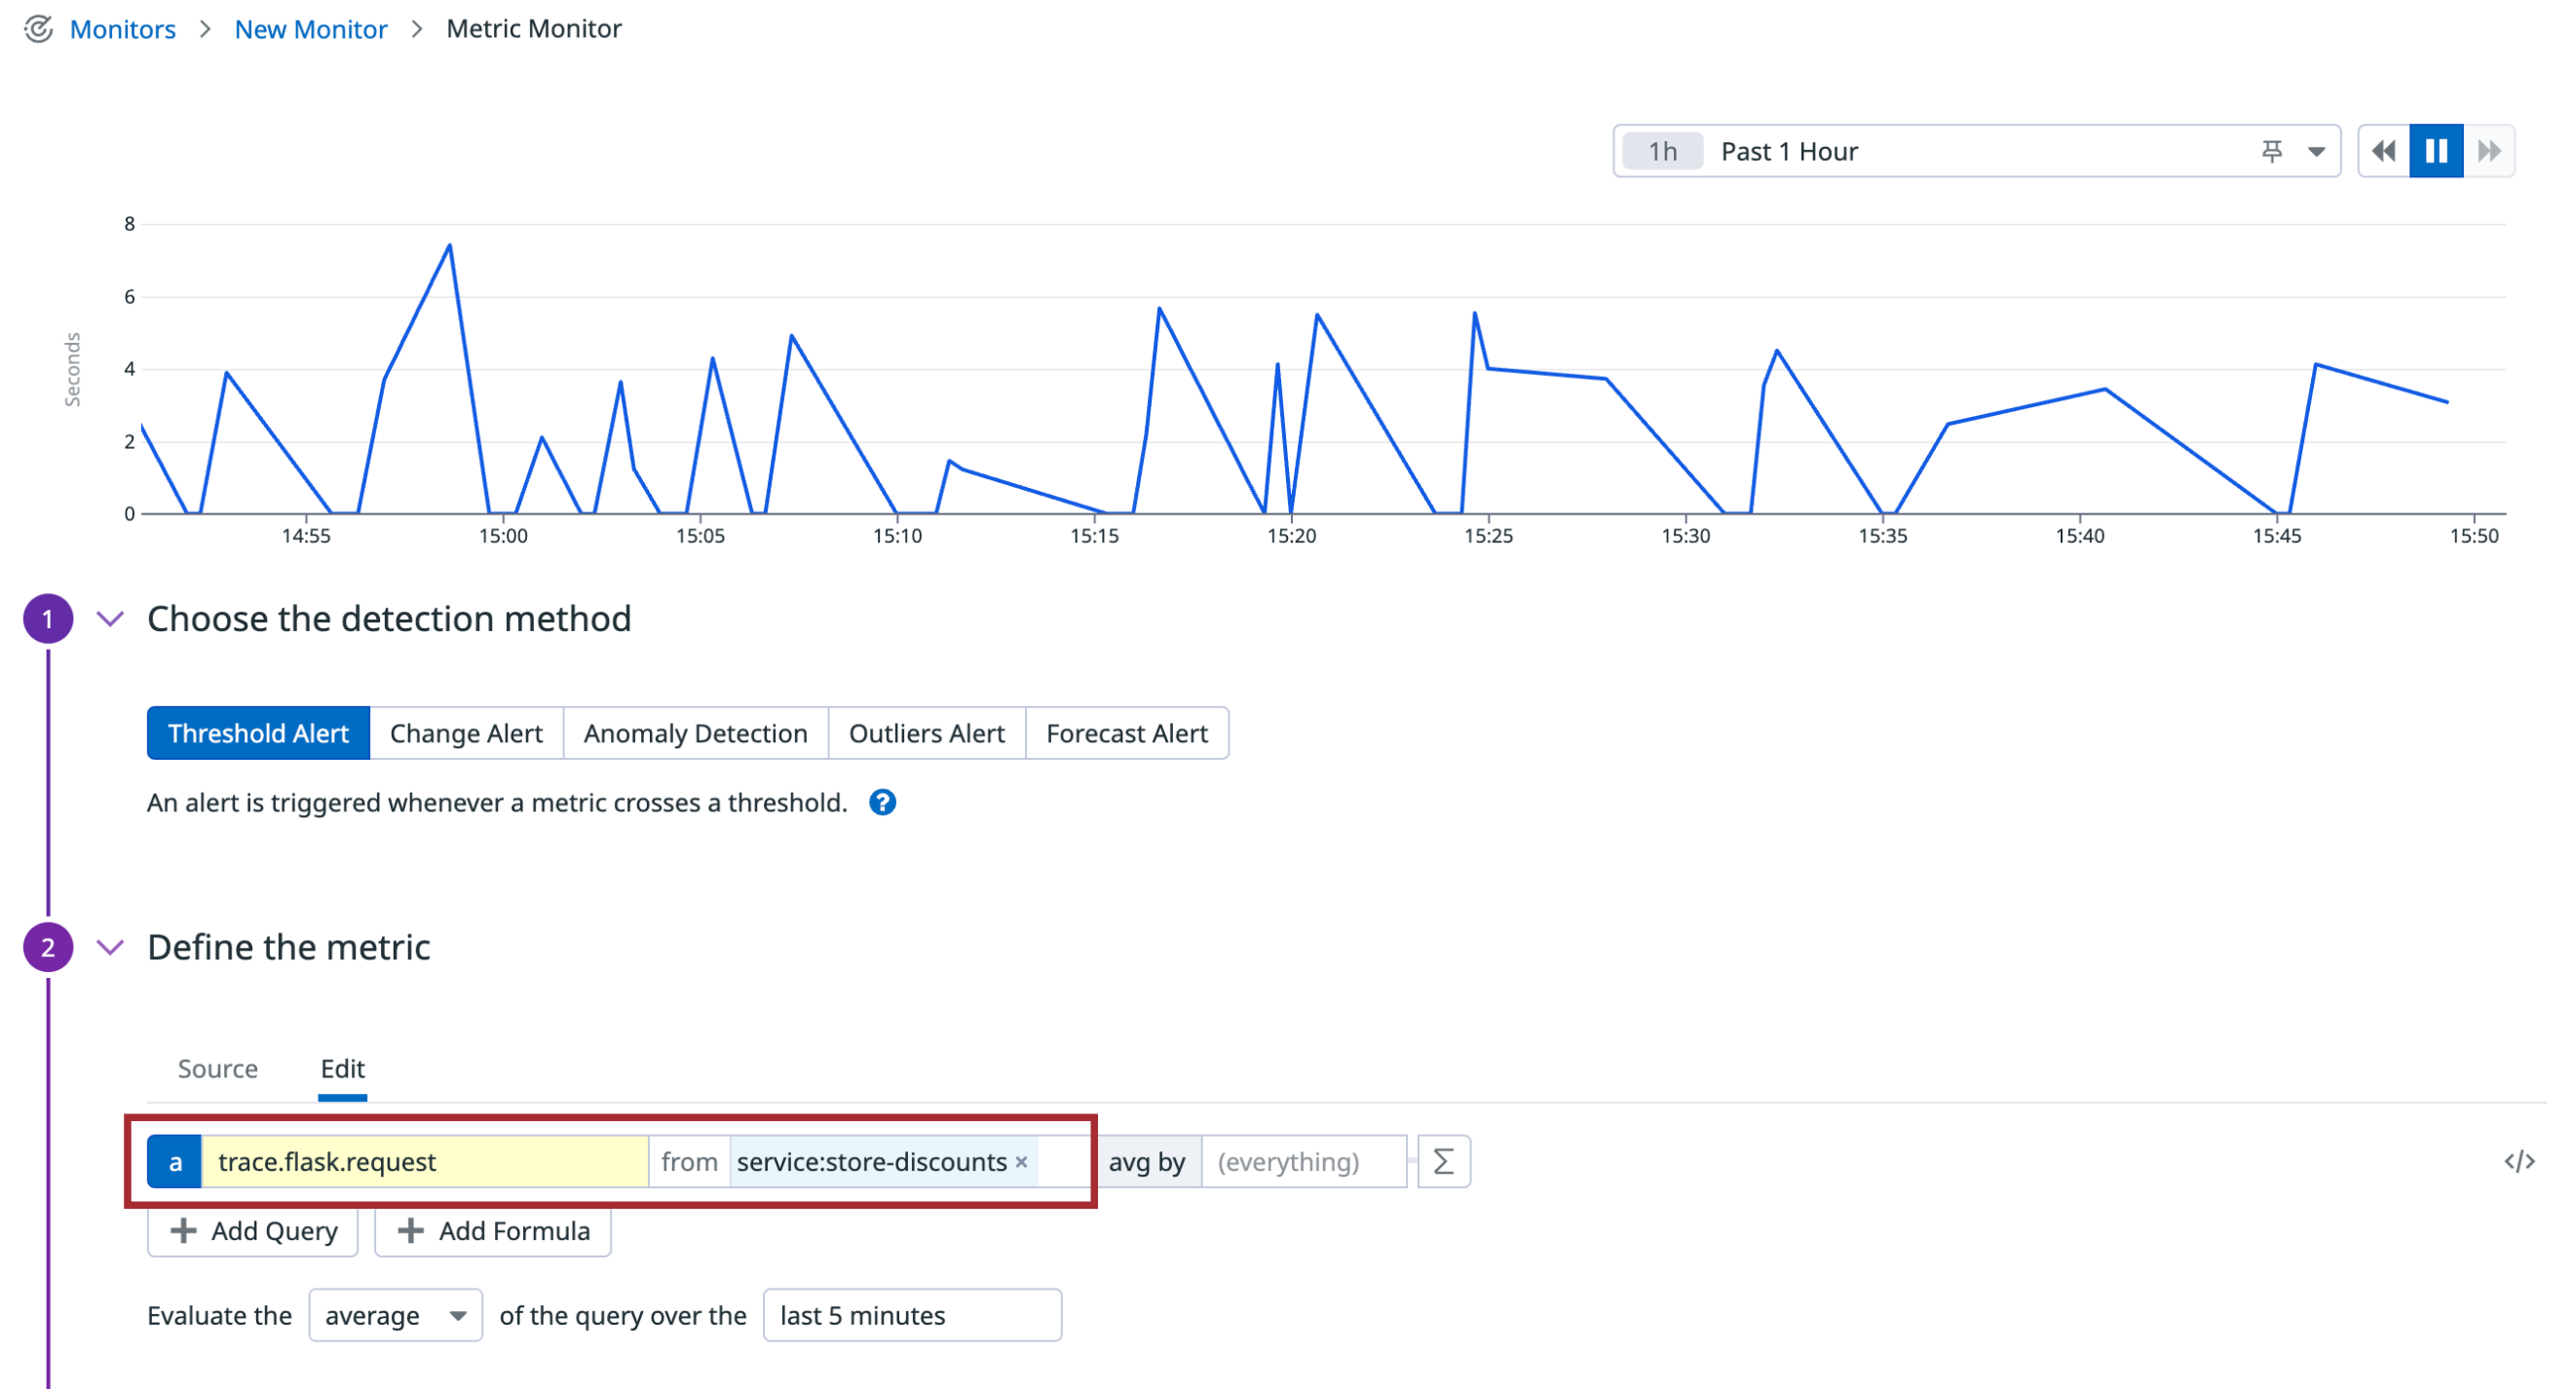 Monitors > New Monitor > Metric Monitor
1h Past 1 Hour
8
6
4
2
0
Seconds
14:55 15:00 15:05 15:10 15:15 15:20 15:25 15:30 15:35 15:40 15:45 15:50
1 Choose the detection method
Threshold Alert Change Alert Anomaly Detection Outliers Alert Forecast Alert
An alert is triggered whenever a metric crosses a threshold. ?
2 Define the metric
Source Edit
a trace.flask.request from service:store-discounts × avg by (everything) Σ </>
+ Add Query + Add Formula
Evaluate the average of the query over the last 5 minutes